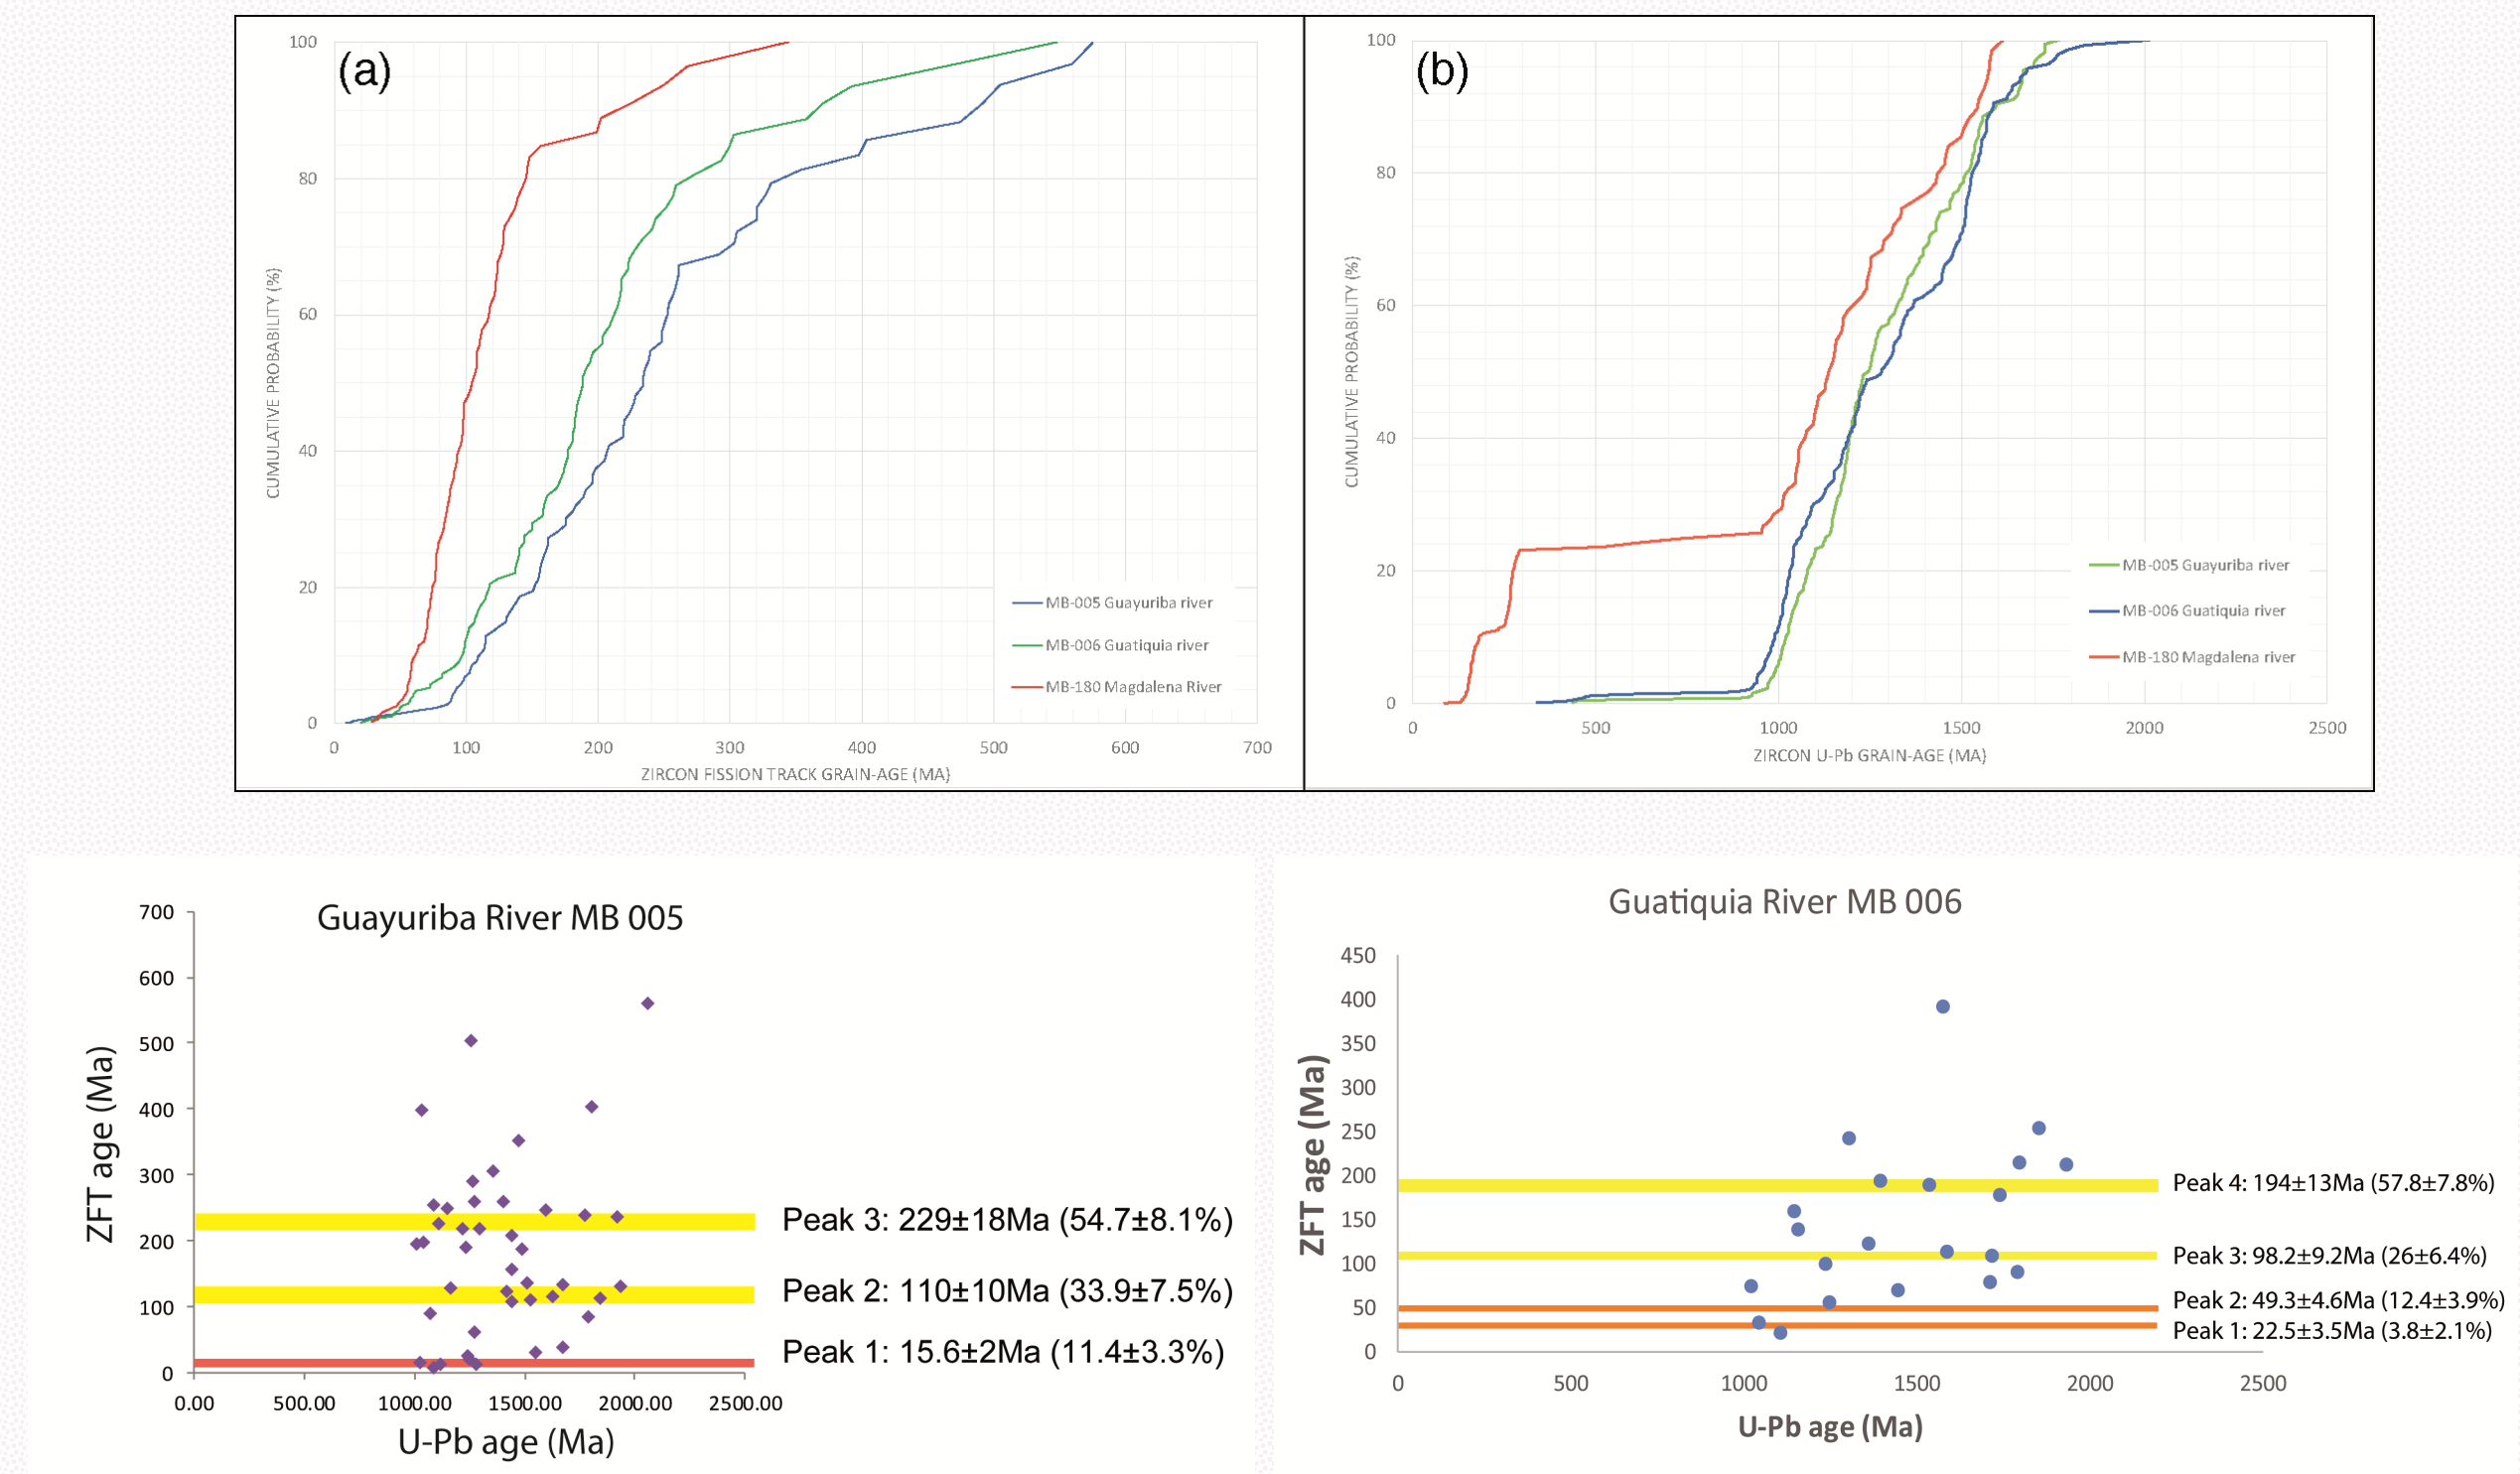 (a)
100
80
60
40
20
0
CUMULATIVE PROBABILITY (%)
0 100 200 300 400 500 600 700
ZIRCON FISSION TRACK GRAIN-AGE (MA)
MB-005 Guayuriba river
MB-006 Guatiquia river
MB-180 Magdalena River
(b)
100
80
60
40
20
0
CUMULATIVE PROBABILITY (%)
0 500 1000 1500 2000 2500
ZIRCON U-Pb GRAIN-AGE (MA)
MB-005 Guayuriba river
MB-006 Guatiquia river
MB-180 Magdalena river
Guayuriba River MB 005
700
600
500
400
300
200
100
0
ZFT age (Ma)
0.00 500.00 1000.00 1500.00 2000.00 2500.00
U-Pb age (Ma)
Peak 3: 229±18Ma (54.7±8.1%)
Peak 2: 110±10Ma (33.9±7.5%)
Peak 1: 15.6±2Ma (11.4±3.3%)
Guatiquia River MB 006
450
400
350
300
250
200
150
100
50
0
ZFT age (Ma)
0 500 1000 1500 2000 2500
U-Pb age (Ma)
Peak 4: 194±13Ma (57.8±7.8%)
Peak 3: 98.2±9.2Ma (26±6.4%)
Peak 2: 49.3±4.6Ma (12.4±3.9%)
Peak 1: 22.5±3.5Ma (3.8±2.1%)